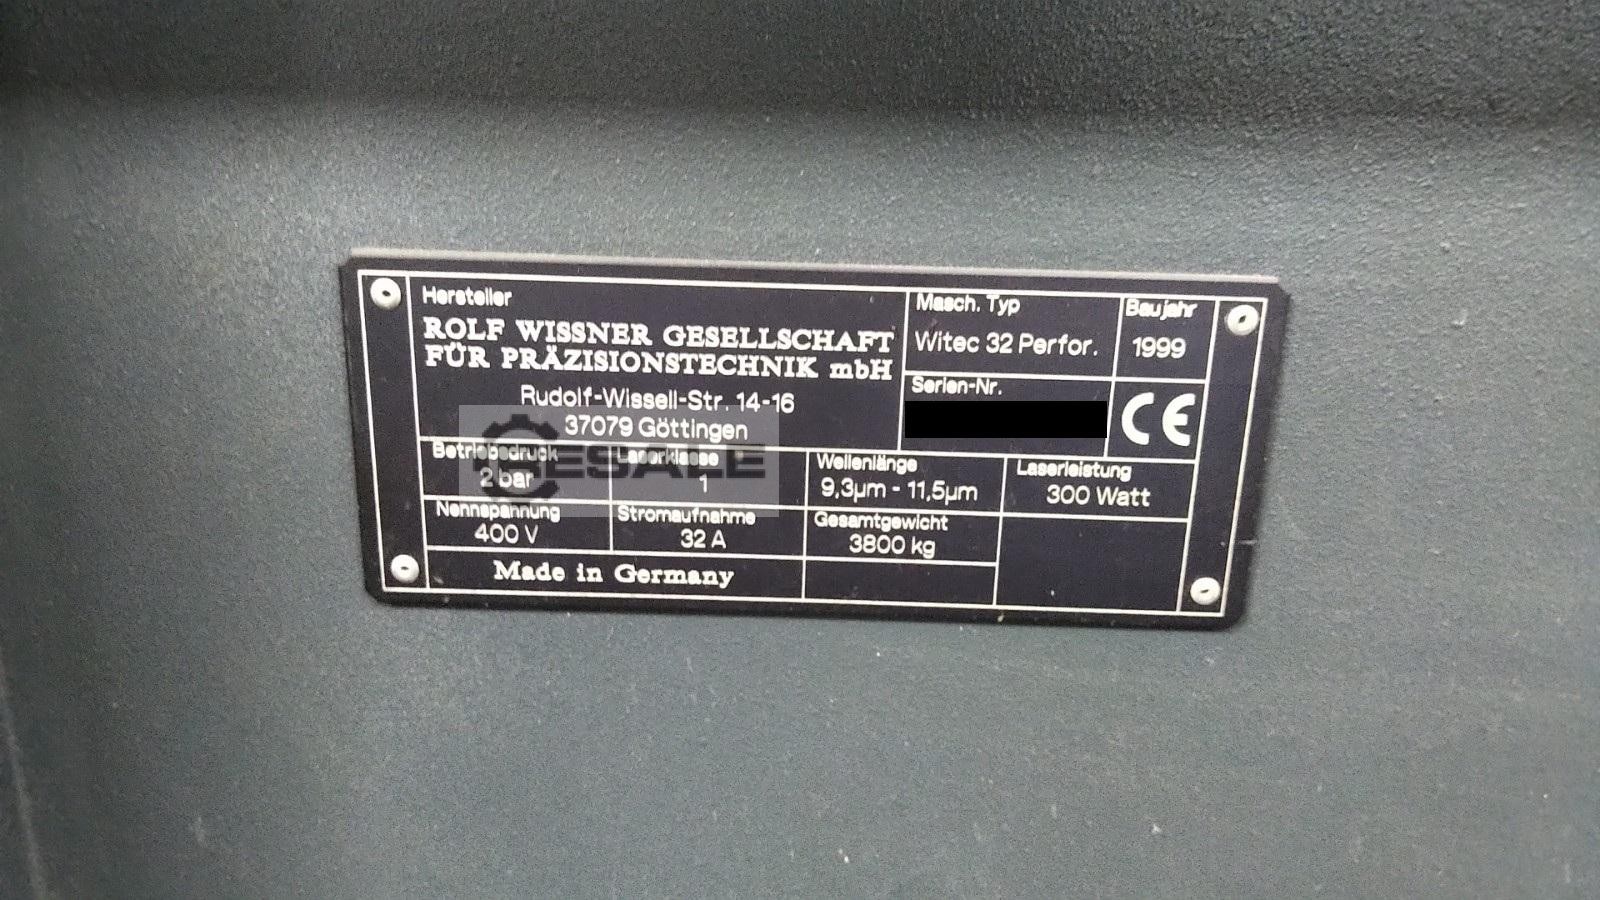 Hersteller
ROLF WISSNER GESELLSCHAFT
FÜR PRÄZISIONSTECHNIK mbH
Rudolf-Wissell-Str. 14-16
37079 Göttingen
Masch. Typ
Witec 32 Perfor.
Baujahr
1999
Serien-Nr.
CE
Betriebsdruck
2 bar
Laserklasse
1
Wellenlänge
9,3µm - 11,5µm
Laserleistung
300 Watt
Nennspannung
400 V
Stromaufnahme
32 A
Gesamtgewicht
3800 kg
Made in Germany
GESALE